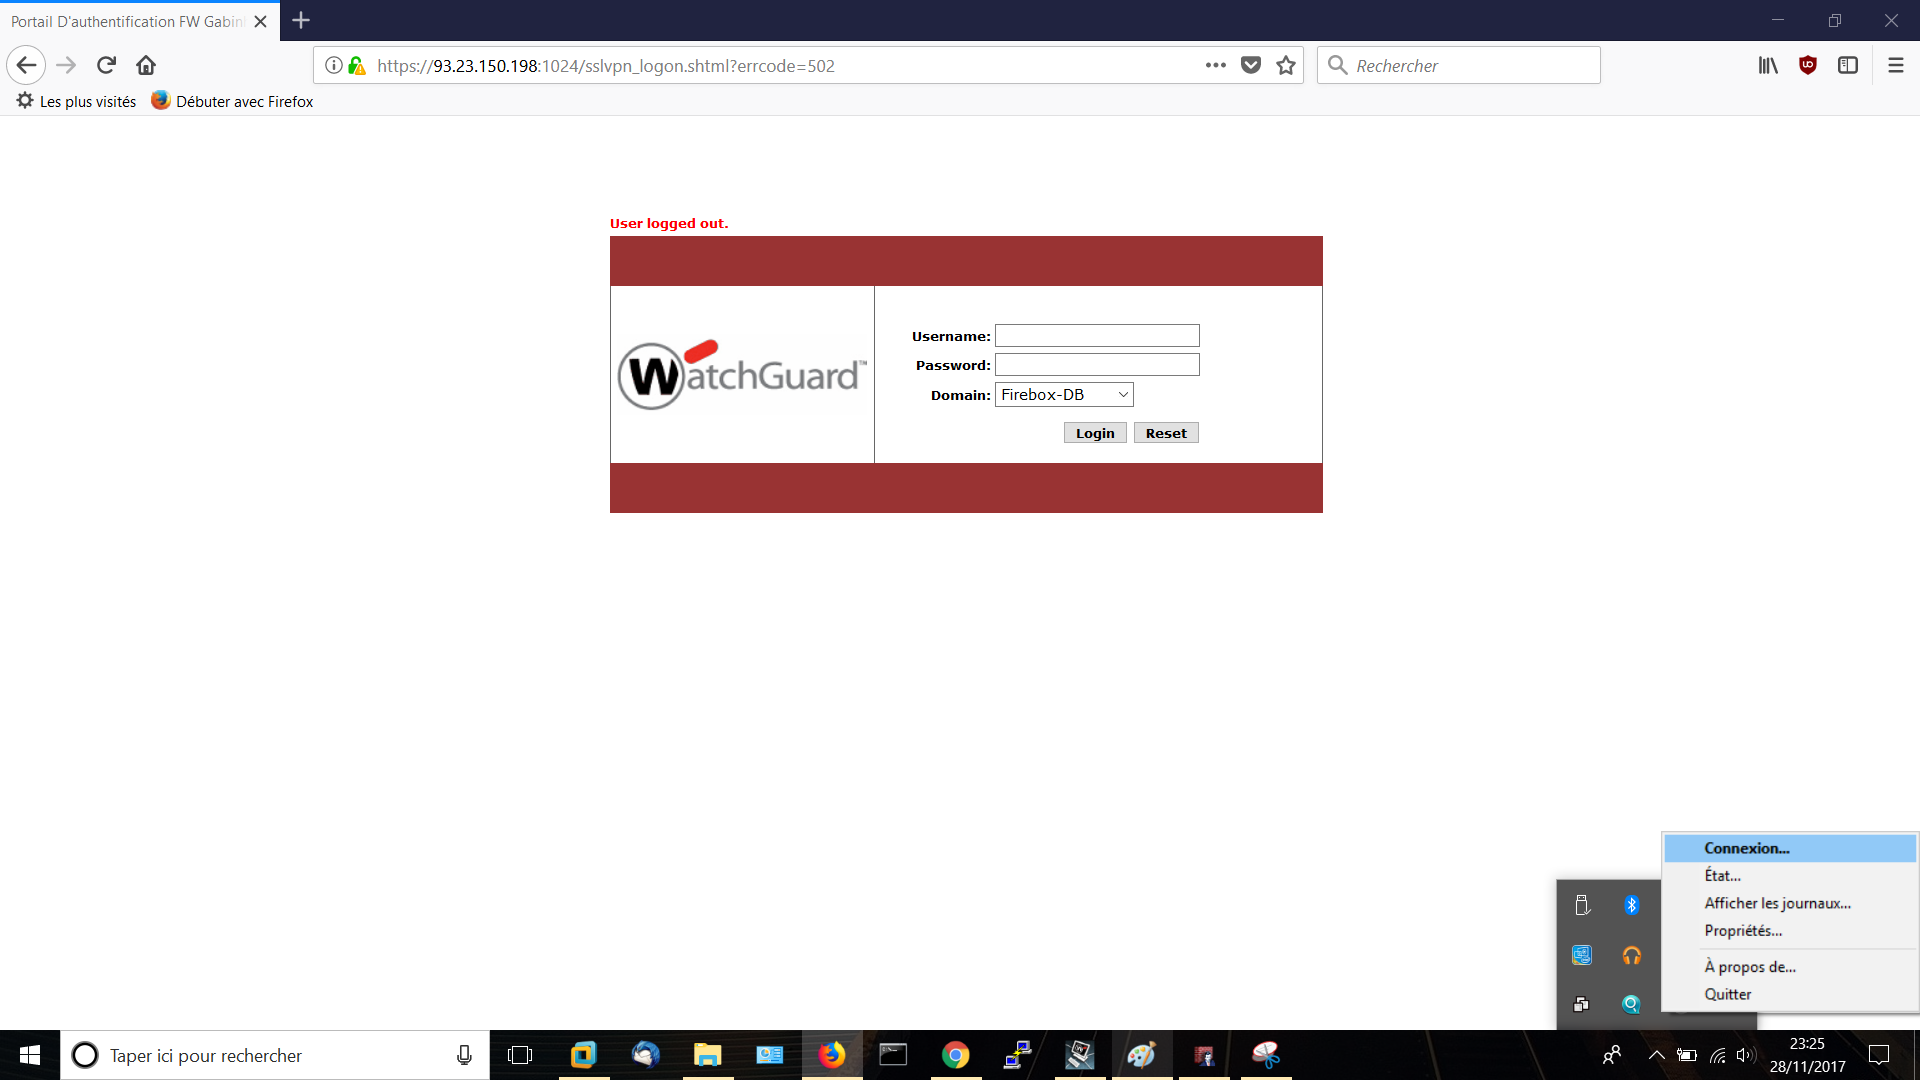 Portail D'authentification FW Gabin
https://93.23.150.198:1024/sslvpn_logon.shtml?errcode=502
Rechercher
Les plus visités
Débuter avec Firefox
User logged out.
WatchGuard™
Username:
Password:
Domain: Firebox-DB
Login Reset
Connexion...
État...
Afficher les journaux...
Propriétés...
À propos de...
Quitter
Taper ici pour rechercher
23:25
28/11/2017